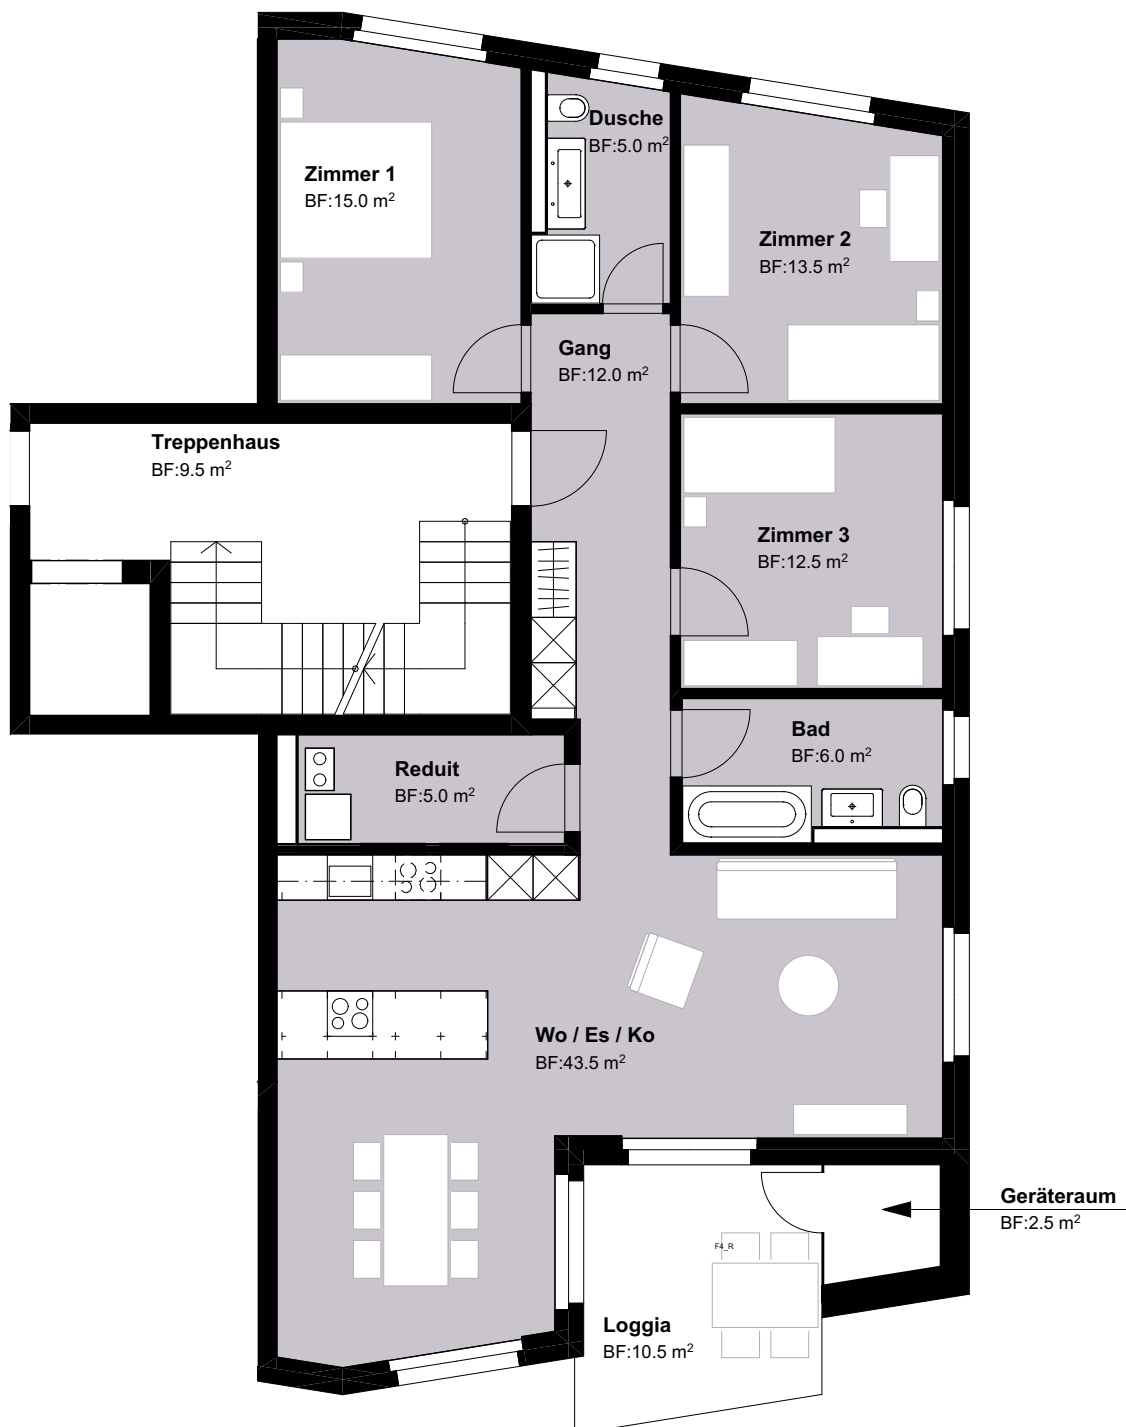 Dusche
BF:5.0 m²
Zimmer 1
BF:15.0 m²
Zimmer 2
BF:13.5 m²
Gang
BF:12.0 m²
Treppenhaus
BF:9.5 m²
Zimmer 3
BF:12.5 m²
Bad
BF:6.0 m²
Reduit
BF:5.0 m²
Wo / Es / Ko
BF:43.5 m²
Geräteraum
BF:2.5 m²
F4_R
Loggia
BF:10.5 m²